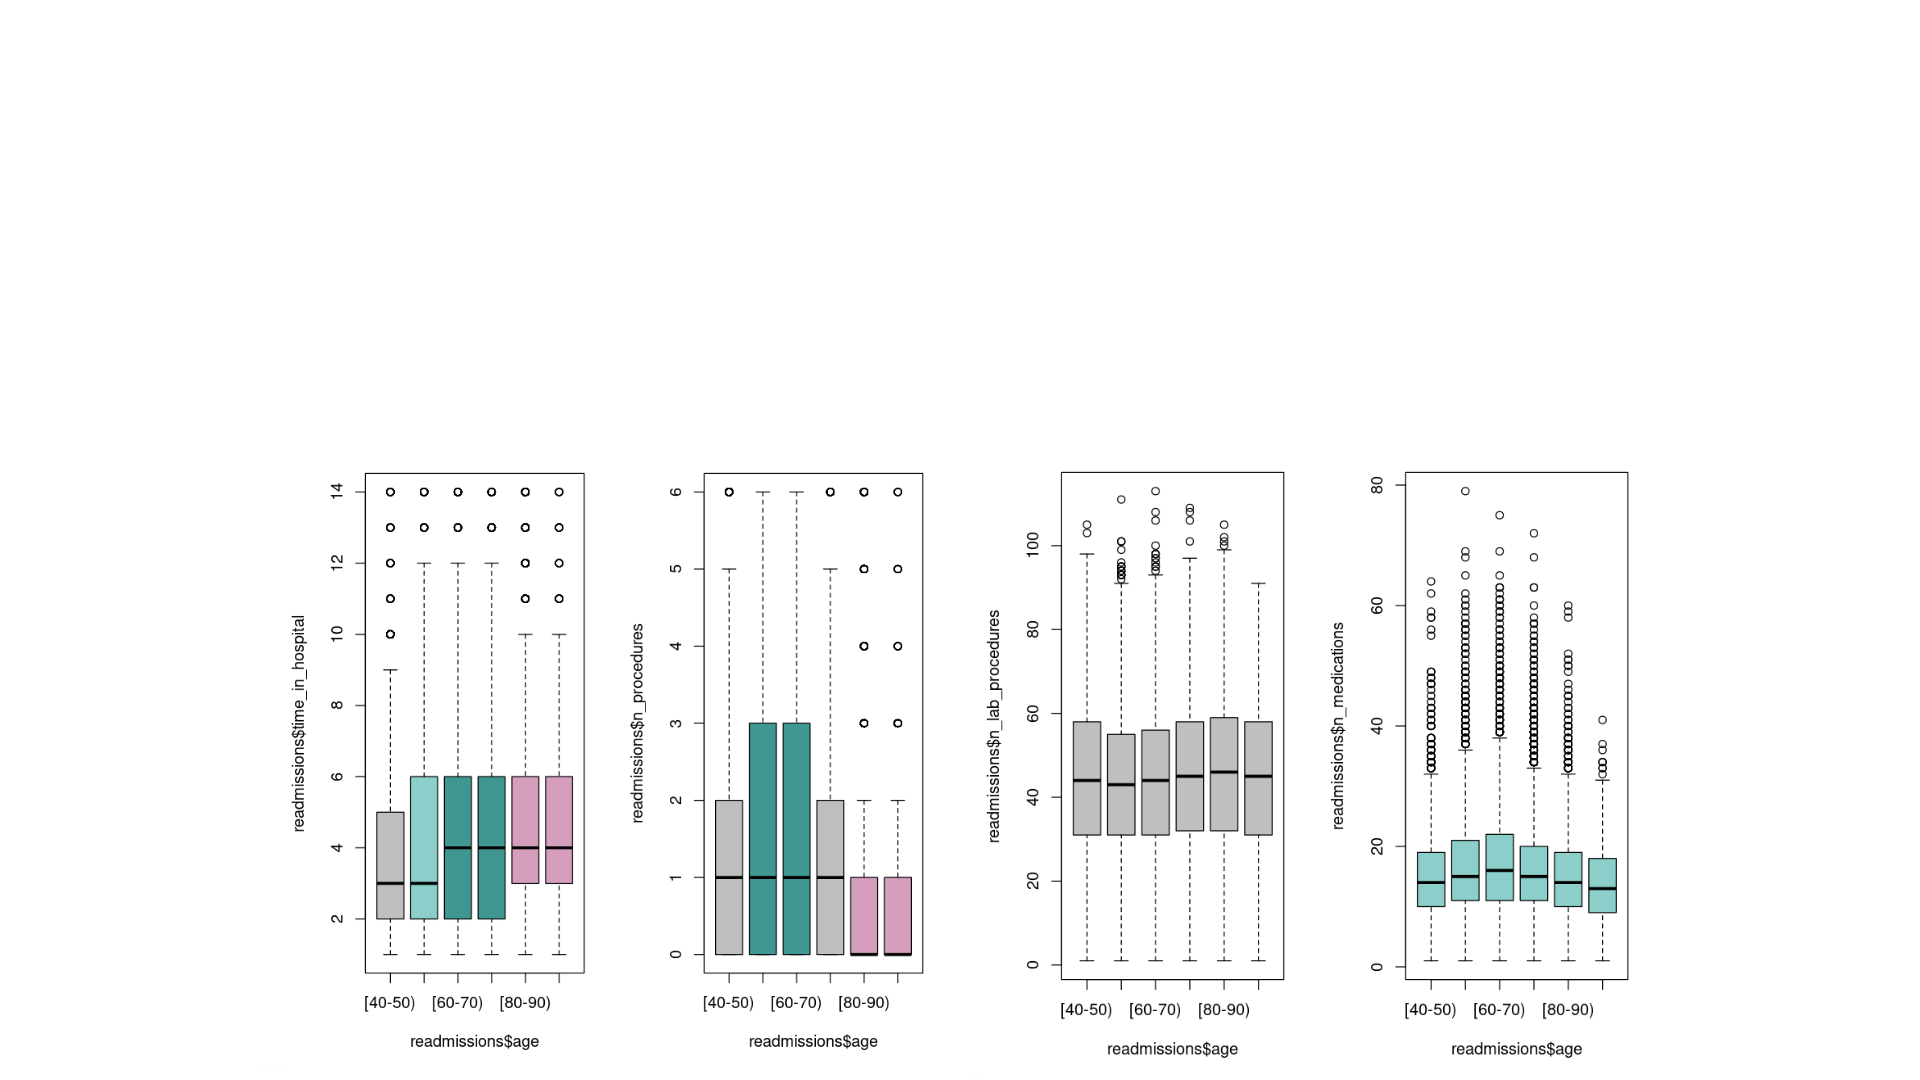 readmissions$time_in_hospital
14
12
10
8
6
4
2
[40-50) [60-70) [80-90)
readmissions$age
readmissions$n_procedures
6
5
4
3
2
1
0
[40-50) [60-70) [80-90)
readmissions$age
readmissions$n_lab_procedures
100
80
60
40
20
0
[40-50) [60-70) [80-90)
readmissions$age
readmissions$n_medications
80
60
40
20
0
[40-50) [60-70) [80-90)
readmissions$age